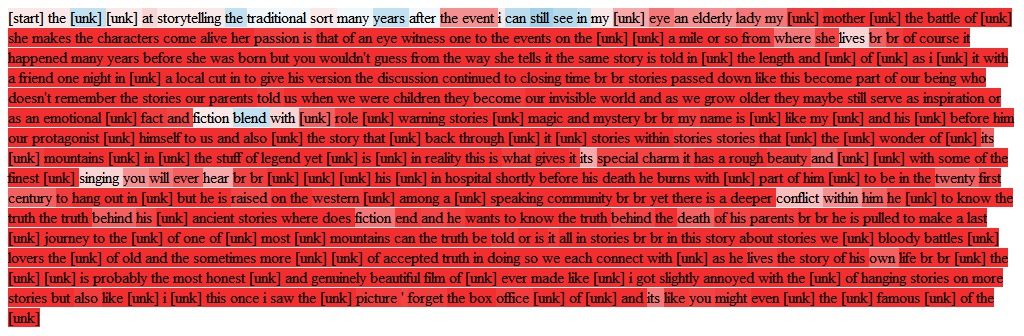 [start] the [unk] [unk] at storytelling the traditional sort many years after the event i can still see in my [unk] eye an elderly lady my [unk] mother [unk] the battle of [unk]
she makes the characters come alive her passion is that of an eye witness one to the events on the [unk] [unk] a mile or so from where she lives br br of course it
happened many years before she was born but you wouldn't guess from the way she tells it the same story is told in [unk] the length and [unk] of [unk] as i [unk] it with
a friend one night in [unk] a local cut in to give his version the discussion continued to closing time br br stories passed down like this become part of our being who
doesn't remember the stories our parents told us when we were children they become our invisible world and as we grow older they maybe still serve as inspiration or
as an emotional [unk] fact and fiction blend with [unk] role [unk] warning stories [unk] magic and mystery br br my name is [unk] like my [unk] and his [unk] before him
our protagonist [unk] himself to us and also [unk] the story that [unk] back through [unk] it [unk] stories within stories stories that [unk] the [unk] wonder of [unk] its
[unk] mountains [unk] in [unk] the stuff of legend yet [unk] is [unk] in reality this is what gives it its special charm it has a rough beauty and [unk] [unk] with some of the
finest [unk] singing you will ever hear br br [unk] [unk] [unk] his [unk] in hospital shortly before his death he burns with [unk] part of him [unk] to be in the twenty first
century to hang out in [unk] but he is raised on the western [unk] among a [unk] speaking community br br yet there is a deeper conflict within him he [unk] to know the
truth the truth behind his [unk] ancient stories where does fiction end and he wants to know the truth behind the death of his parents br br he is pulled to make a last
[unk] journey to the [unk] of one of [unk] most [unk] mountains can the truth be told or is it all in stories br br in this story about stories we [unk] bloody battles [unk]
lovers the [unk] of old and the sometimes more [unk] [unk] of accepted truth in doing so we each connect with [unk] as he lives the story of his own life br br [unk] the
[unk] [unk] is probably the most honest [unk] and genuinely beautiful film of [unk] ever made like [unk] i got slightly annoyed with the [unk] of hanging stories on more
stories but also like [unk] i [unk] this once i saw the [unk] picture ' forget the box office [unk] of [unk] and its like you might even [unk] the [unk] famous [unk] of the
[unk]